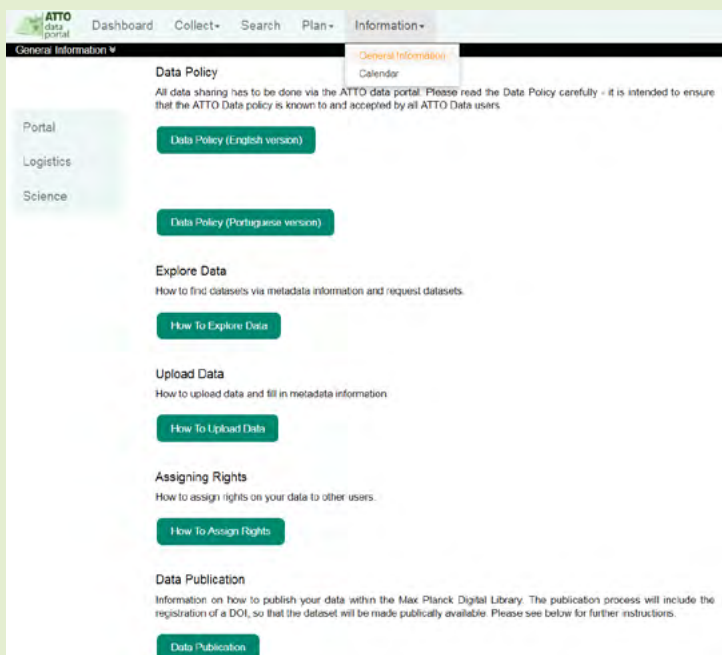 ATTO
data
portal
Dashboard Collect Search Plan Information
General Information
General Information
Calendar
Portal
Logistics
Science
Data Policy
All data sharing has to be done via the ATTO data portal. Please read the Data Policy carefully - it is intended to ensure
that the ATTO Data policy is known to and accepted by all ATTO Data users.
Data Policy (English version)
Data Policy (Portuguese version)
Explore Data
How to find datasets via metadata information and request datasets.
How To Explore Data
Upload Data
How to upload data and fill in metadata information
How To Upload Data
Assigning Rights
How to assign rights on your data to other users.
How To Assign Rights
Data Publication
Information on how to publish your data within the Max Planck Digital Library. The publication process will include the
registration of a DOI, so that the dataset will be made publically available. Please see below for further instructions.
Data Publication